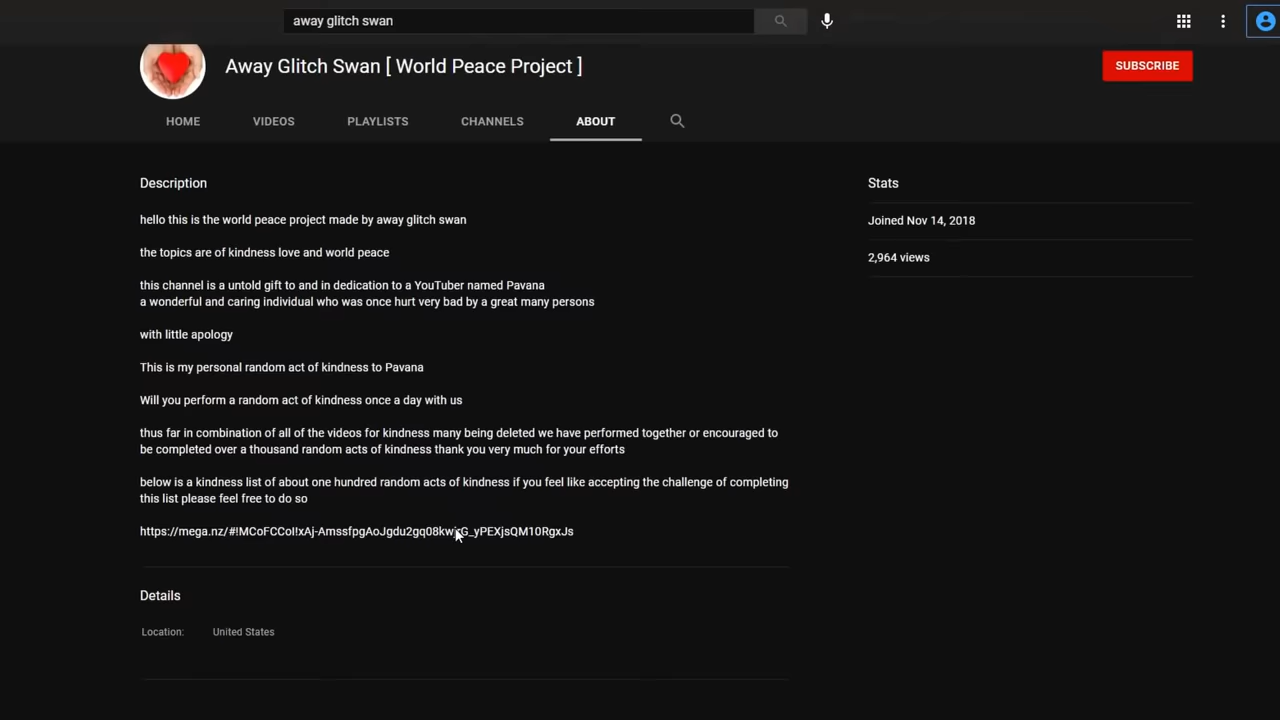 away glitch swan
Away Glitch Swan [ World Peace Project ]
SUBSCRIBE
HOME VIDEOS PLAYLISTS CHANNELS ABOUT
Description
hello this is the world peace project made by away glitch swan
the topics are of kindness love and world peace
this channel is a untold gift to and in dedication to a YouTuber named Pavana
a wonderful and caring individual who was once hurt very bad by a great many persons
with little apology
This is my personal random act of kindness to Pavana
Will you perform a random act of kindness once a day with us
thus far in combination of all of the videos for kindness many being deleted we have performed together or encouraged to
be completed over a thousand random acts of kindness thank you very much for your efforts
below is a kindness list of about one hundred random acts of kindness if you feel like accepting the challenge of completing
this list please feel free to do so
Stats
Joined Nov 14, 2018
2,964 views
Details
Location: United States